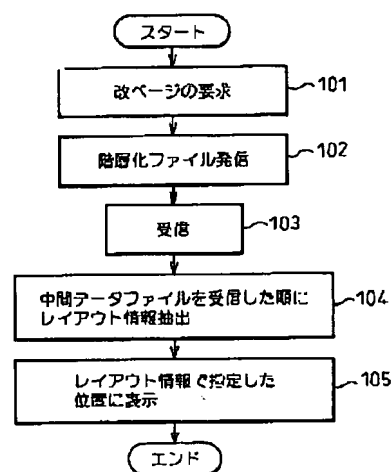 スタート
改ページの要求
101
階層化ファイル発信
102
受信
103
中間データファイルを受信した順に
レイアウト情報抽出
104
レイアウト情報で指定した
位置に表示
105
エンド